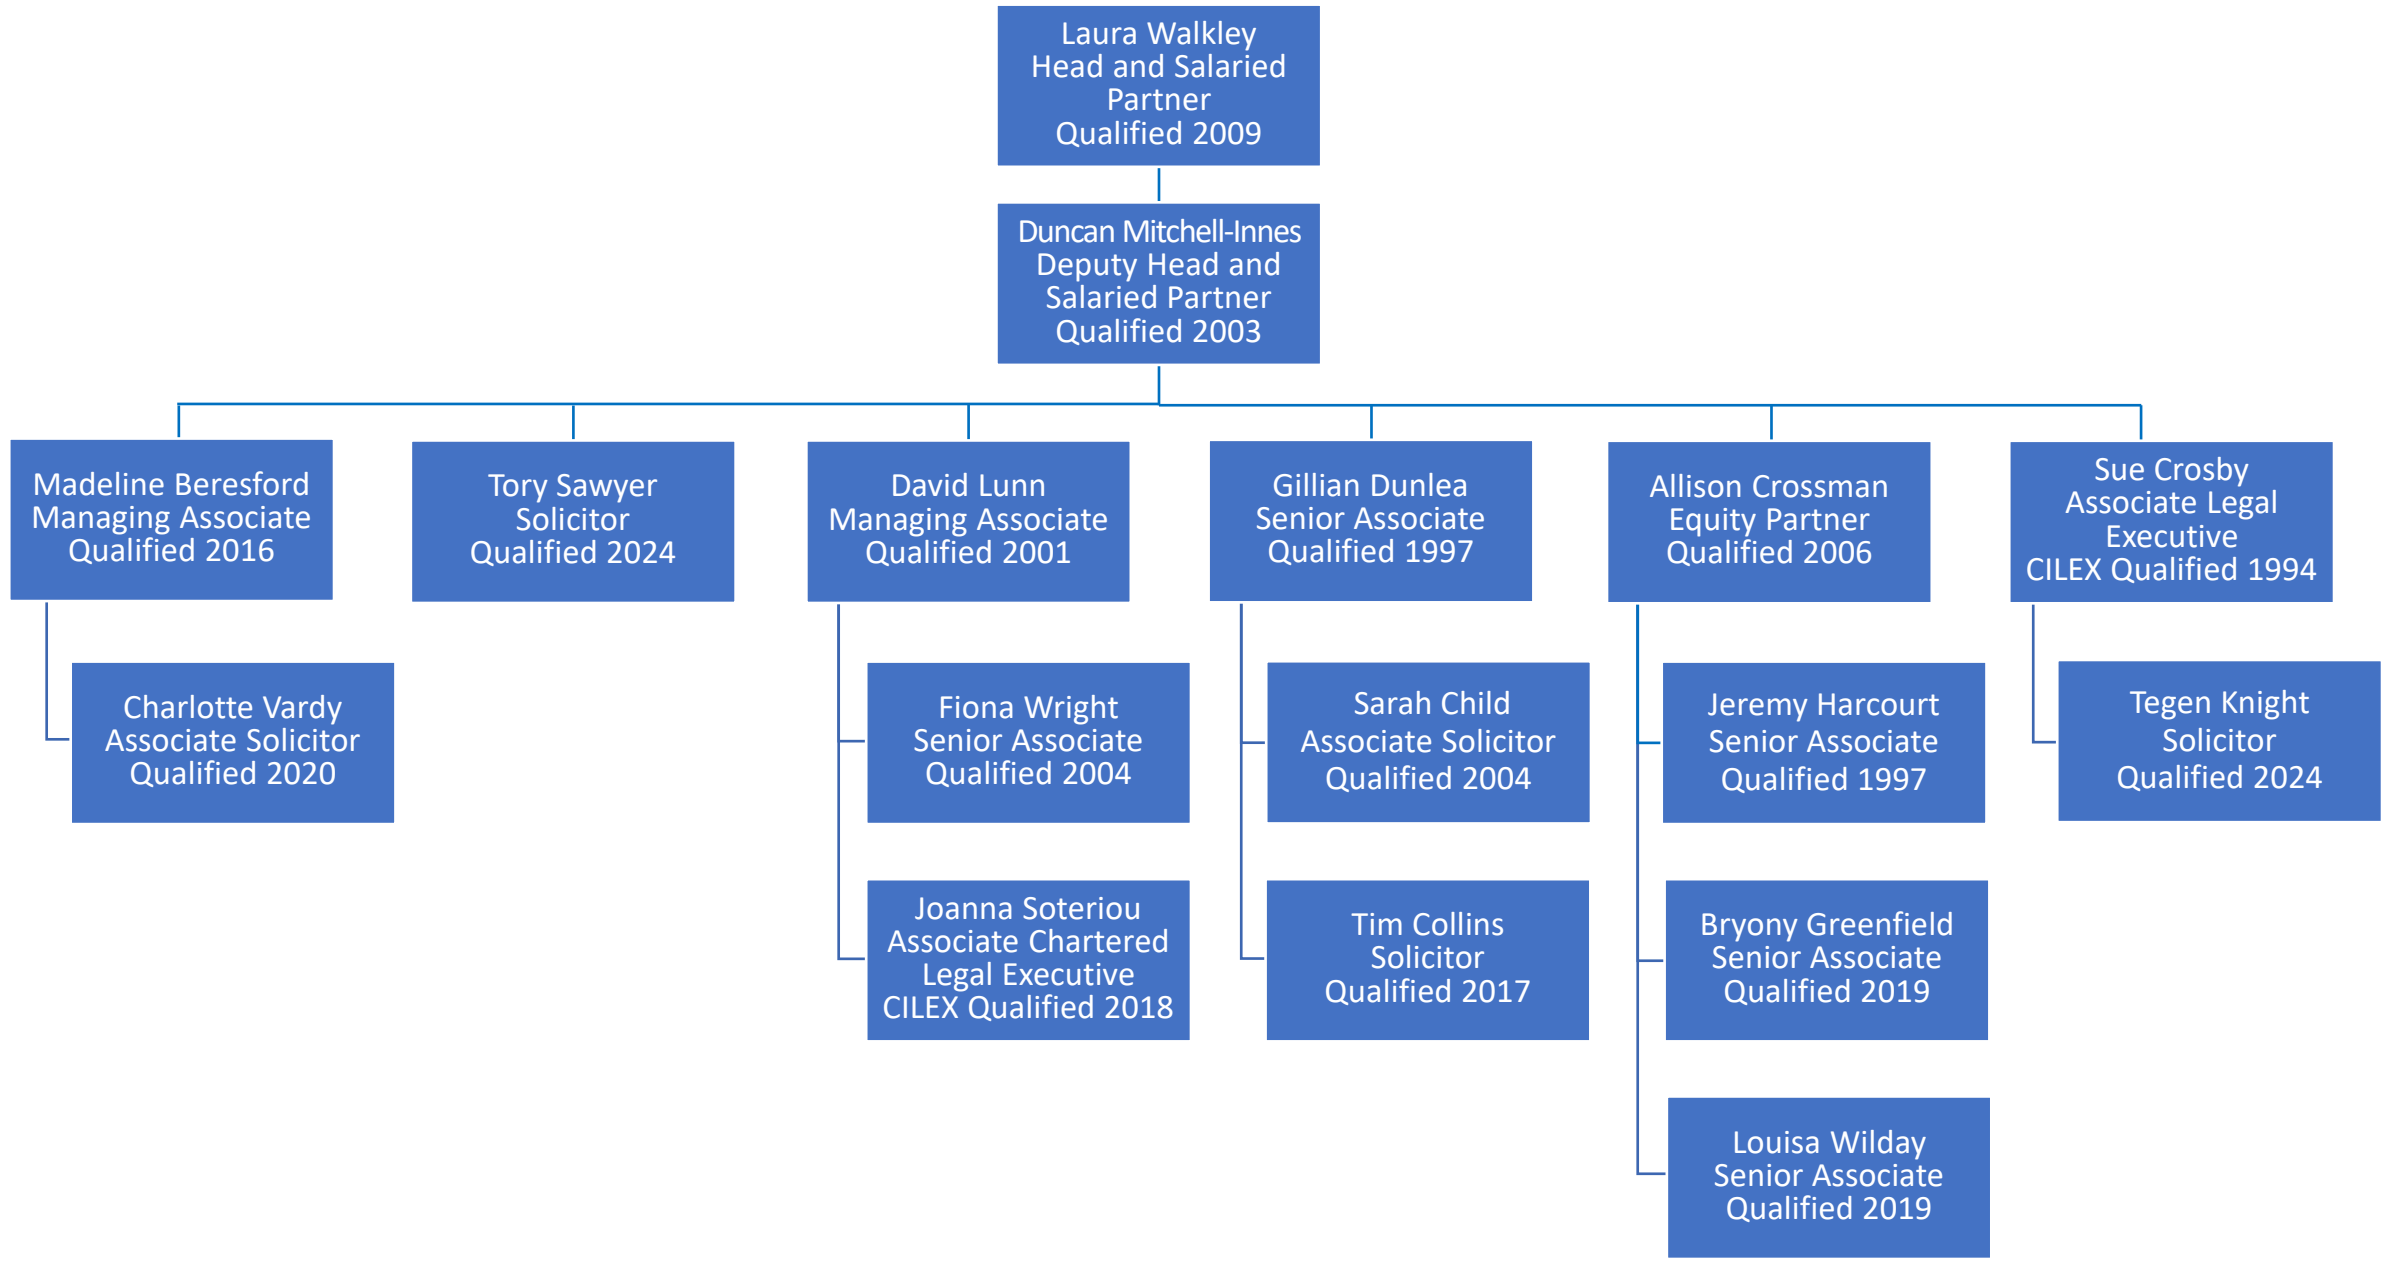 Laura Walkley
Head and Salaried
Partner
Qualified 2009
Duncan Mitchell-Innes
Deputy Head and
Salaried Partner
Qualified 2003
Madeline Beresford
Managing Associate
Qualified 2016
Tory Sawyer
Solicitor
Qualified 2024
David Lunn
Managing Associate
Qualified 2001
Gillian Dunlea
Senior Associate
Qualified 1997
Allison Crossman
Equity Partner
Qualified 2006
Sue Crosby
Associate Legal
Executive
CILEX Qualified 1994
Charlotte Vardy
Associate Solicitor
Qualified 2020
Fiona Wright
Senior Associate
Qualified 2004
Sarah Child
Associate Solicitor
Qualified 2004
Jeremy Harcourt
Senior Associate
Qualified 1997
Tegen Knight
Solicitor
Qualified 2024
Joanna Soteriou
Associate Chartered
Legal Executive
CILEX Qualified 2018
Tim Collins
Solicitor
Qualified 2017
Bryony Greenfield
Senior Associate
Qualified 2019
Louisa Wilday
Senior Associate
Qualified 2019